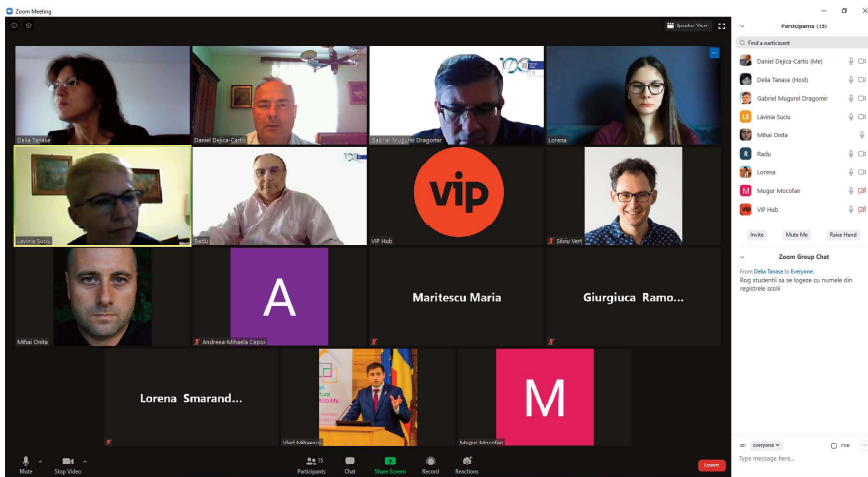 Zoom Meeting
Speaker View
Delia Tanase
Daniel Dejica-Cartis
Gabriel Mugurel Dragomir
Lorena
Lavinia Suciu
Radu
vip
VIP Hub
Silviu Vert
Mihai Onita
A
Andreea-Mihaela Cepoi
Maritescu Maria
Giurgiuca Ramo...
Lorena Smarand...
Vlad Mihaescu
M
Mogur Mocofan
Mute
Stop Video
15
Participants
Chat
Share Screen
Record
Reactions
Leave
Participants (15)
Find a participant
Daniel Dejica-Cartis (Me)
Delia Tanase (Host)
Gabriel Mugurel Dragomir
LS Lavinia Suciu
Mihai Onita
R Radu
Lorena
M Mugur Mocofan
vip VIP Hub
Invite Mute Me Raise Hand
Zoom Group Chat
From Delia Tanase to Everyone:
Rog studentii sa se logeze cu numele din
registrele scolii
Everyone
Type message here...